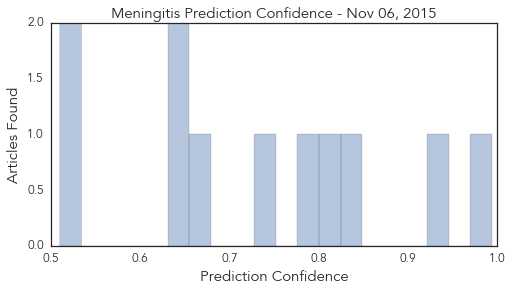 Meningitis Prediction Confidence - Nov 06, 2015
2.0
1.5
1.0
0.5
0.0
Articles Found
0.5 0.6 0.7 0.8 0.9 1.0
Prediction Confidence